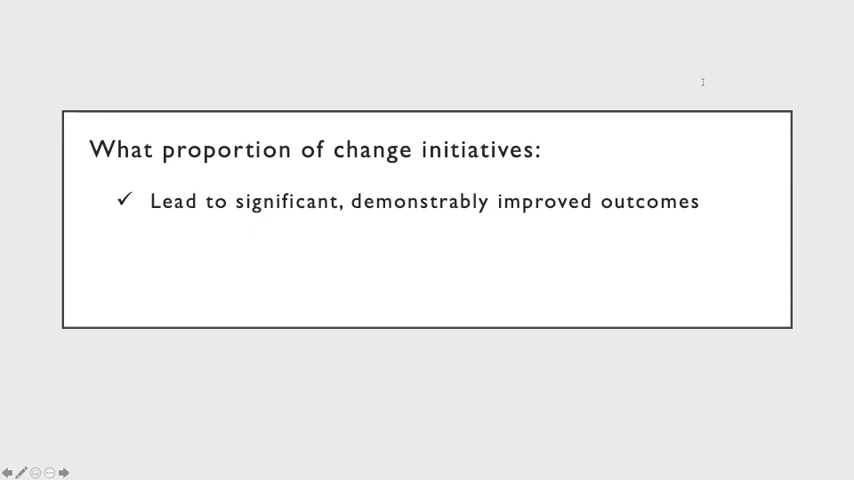 What proportion of change initiatives:
✓ Lead to significant, demonstrably improved outcomes